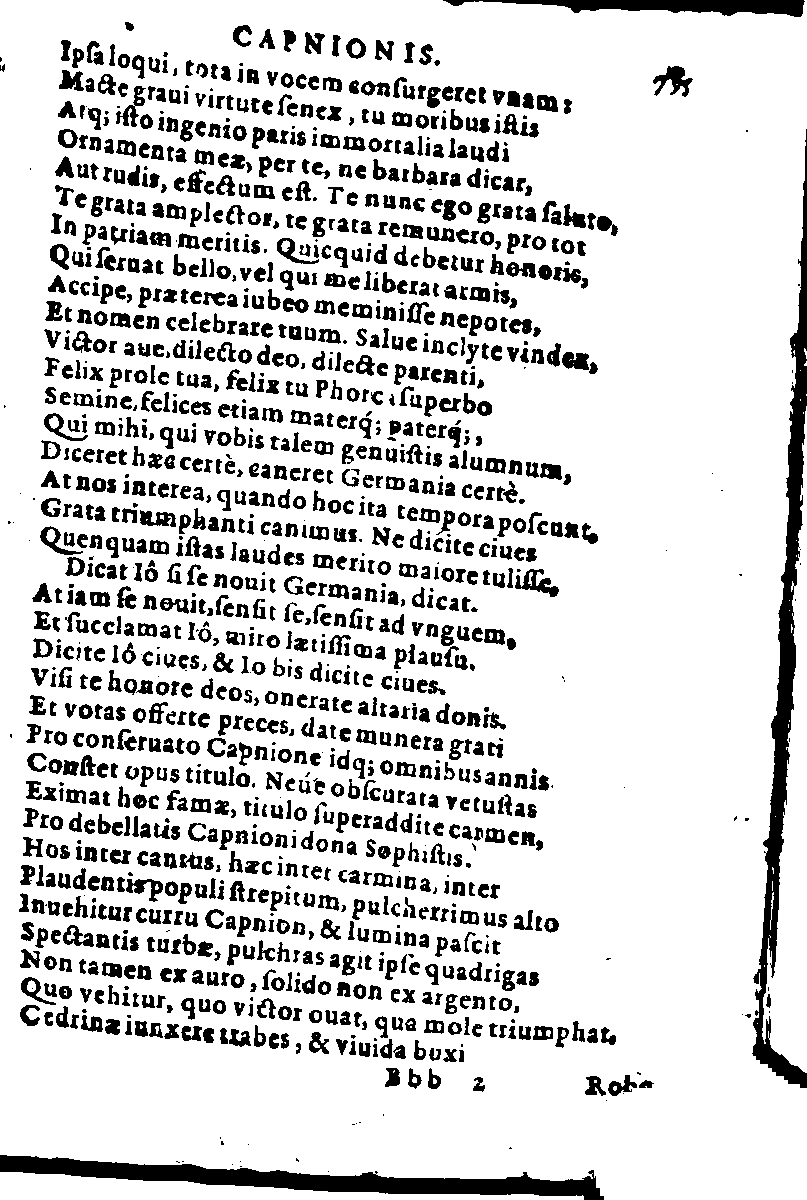 CAPNIONIS.
755
Ipſa loqui, tota in vocem conſurgeret vnam:
Macte graui virtute ſenex, tu moribus iſtis
Atq; iſto ingenio paris immortalia laudi
Ornamenta meæ, per te, ne barbara dicar,
Aut rudis, effectum eſt. Te nunc ego grata ſaluto,
Te grata amplector, te grata remunero, pro tot
In patriam meritis. Quicquid debetur honoris,
Qui ſeruat bello, vel qui me liberat armis,
Accipe, præterea iubeo meminiſſe nepotes,
Et nomen celebrare tuum. Salue inclyte vindex,
Victor aue, dilecto deo, dilecte parenti,
Felix prole tua, felix tu Phorca ſuperbo
Semine, felices etiam materq́; paterq́;,
Qui mihi, qui vobis talem genuiſtis alumnum,
Diceret hæc certè, caneret Germania certè.
At nos interea, quando hoc ita tempora poſcunt,
Grata triumphanti canimus. Ne dicite ciues
Quenquam iſtas laudes merito maiore tuliſſe,
Dicat Iô ſi ſe nouit Germania, dicat.
At iam ſe nouit, ſenſit ſe, ſenſit ad vnguem,
Et ſucclamat Iô, miro lætiſſima plauſu.
Dicite Iô ciues, & Io bis dicite ciues.
Viſi te honore deos, onerate altaria donis.
Et votas offerte preces, date munera grati
Pro conſeruato Capnione idq; omnibus annis
Conſtet opus titulo. Neúe obſcurata vetuſtas
Eximat hoc famæ, titulo ſuperaddite carmen,
Pro debellatis Capnioni dona Sophiſtis.
Hos inter cantus, hæc inter carmina, inter
Plaudentis populi ſtrepitum, pulcherrimus alto
Inuehitur curru Capnion, & lumina paſcit
Spectantis turbæ, pulchras agit ipſe quadrigas
Non tamen ex auro, ſolido non ex argento,
Quo vehitur, quo victor ouat, qua mole triumphat,
Cedrinæ iunxere trabes, & viuida buxi
Bbb 2 Robo